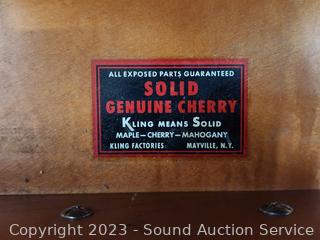 ALL EXPOSED PARTS GUARANTEED
SOLID
GENUINE CHERRY
KLING MEANS SOLID
MAPLE—CHERRY—MAHOGANY
KLING FACTORIES MAYVILLE, N.Y.
Copyright 2023 - Sound Auction Service